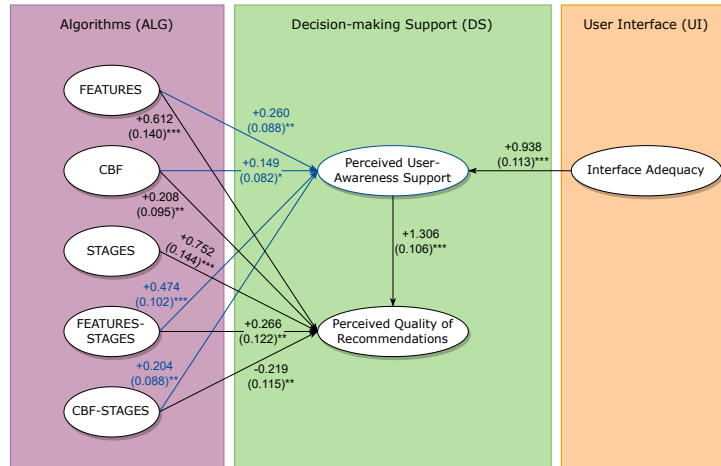 Algorithms (ALG)
Decision-making Support (DS)
User Interface (UI)
FEATURES
+0.260
(0.088)**
+0.612
(0.140)***
CBF
+0.149
(0.082)*
Perceived User-
Awareness Support
+0.938
(0.113)***
Interface Adequacy
+0.208
(0.095)**
STAGES
+0.752
(0.144)***
+1.306
(0.106)***
+0.474
(0.102)***
FEATURES-
STAGES
+0.266
(0.122)**
Perceived Quality of
Recommendations
+0.204
(0.088)**
-0.219
(0.115)**
CBF-STAGES